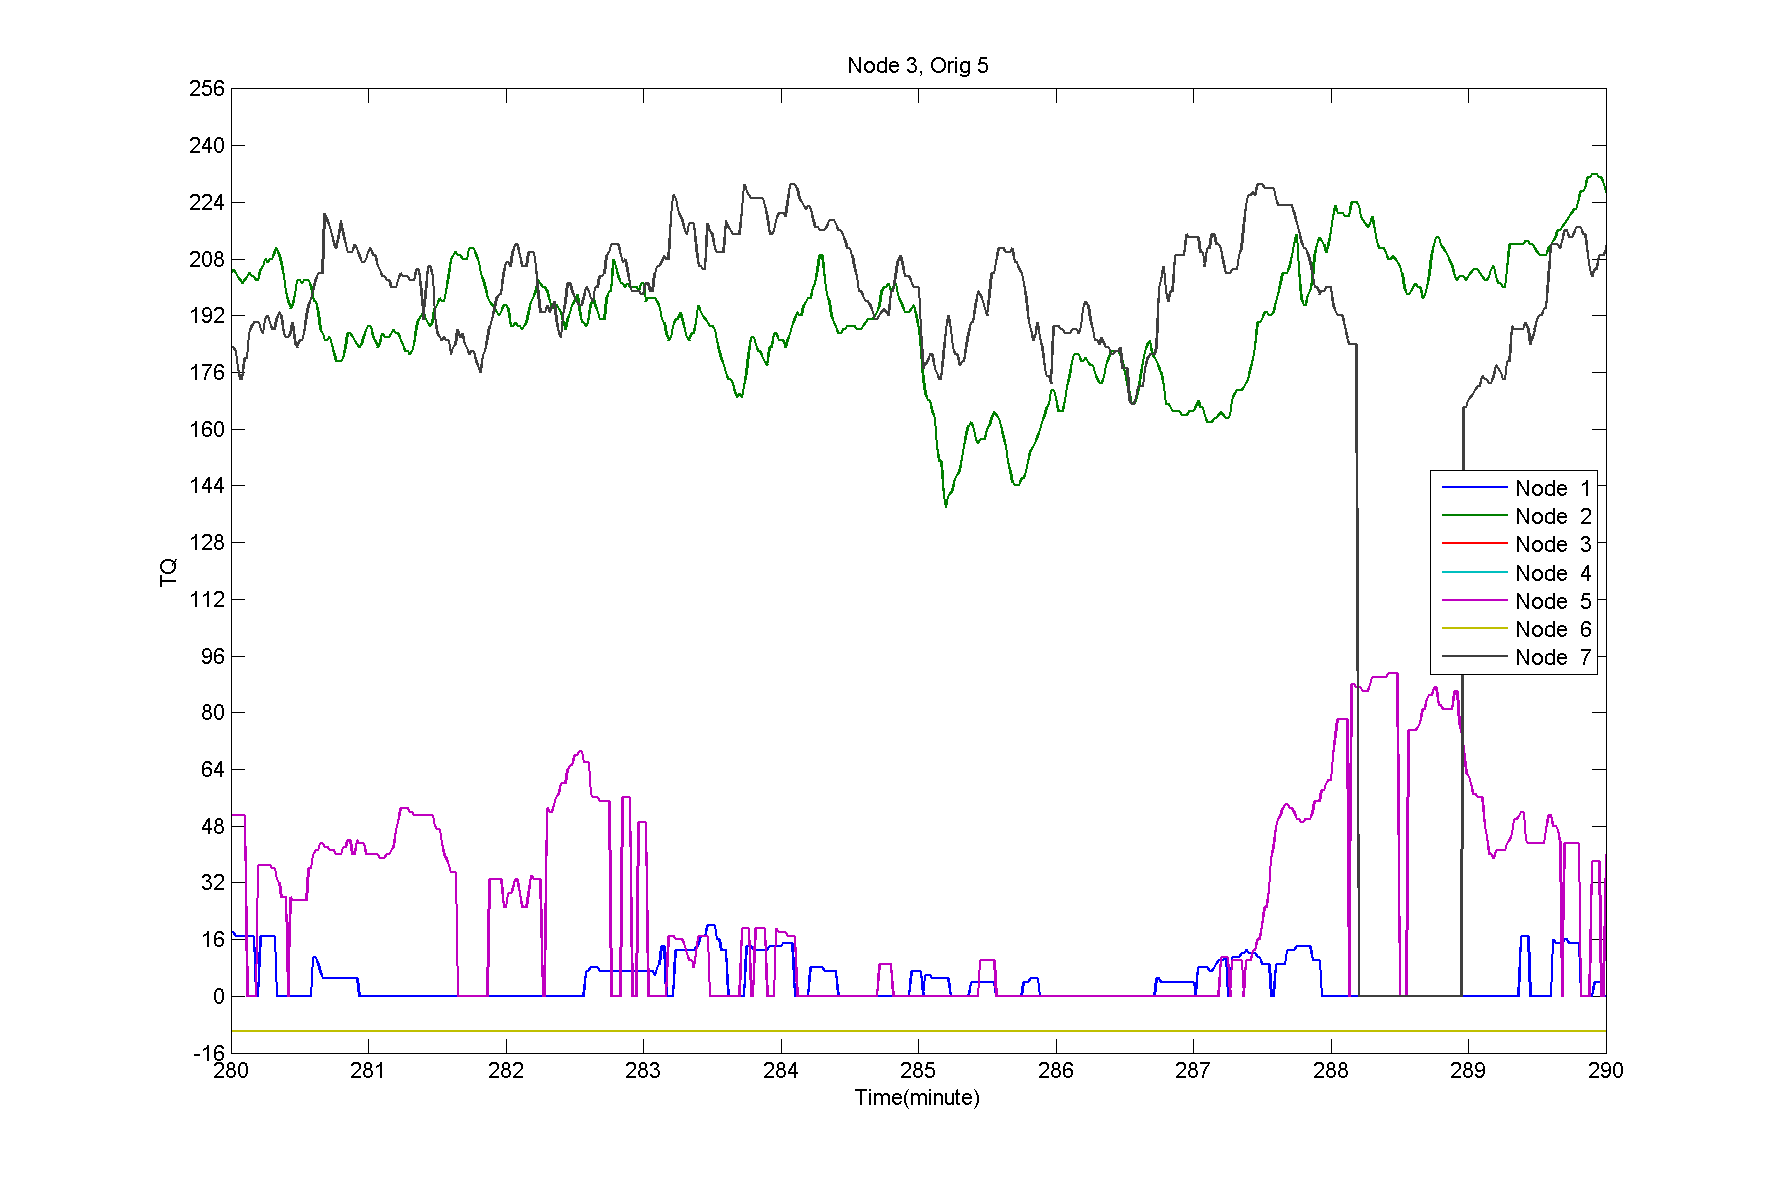 Node 3, Orig 5
256
240
224
208
192
176
160
144
128
112
96
80
64
48
32
16
0
-16
TQ
Node 1
Node 2
Node 3
Node 4
Node 5
Node 6
Node 7
280 281 282 283 284 285 286 287 288 289 290
Time(minute)